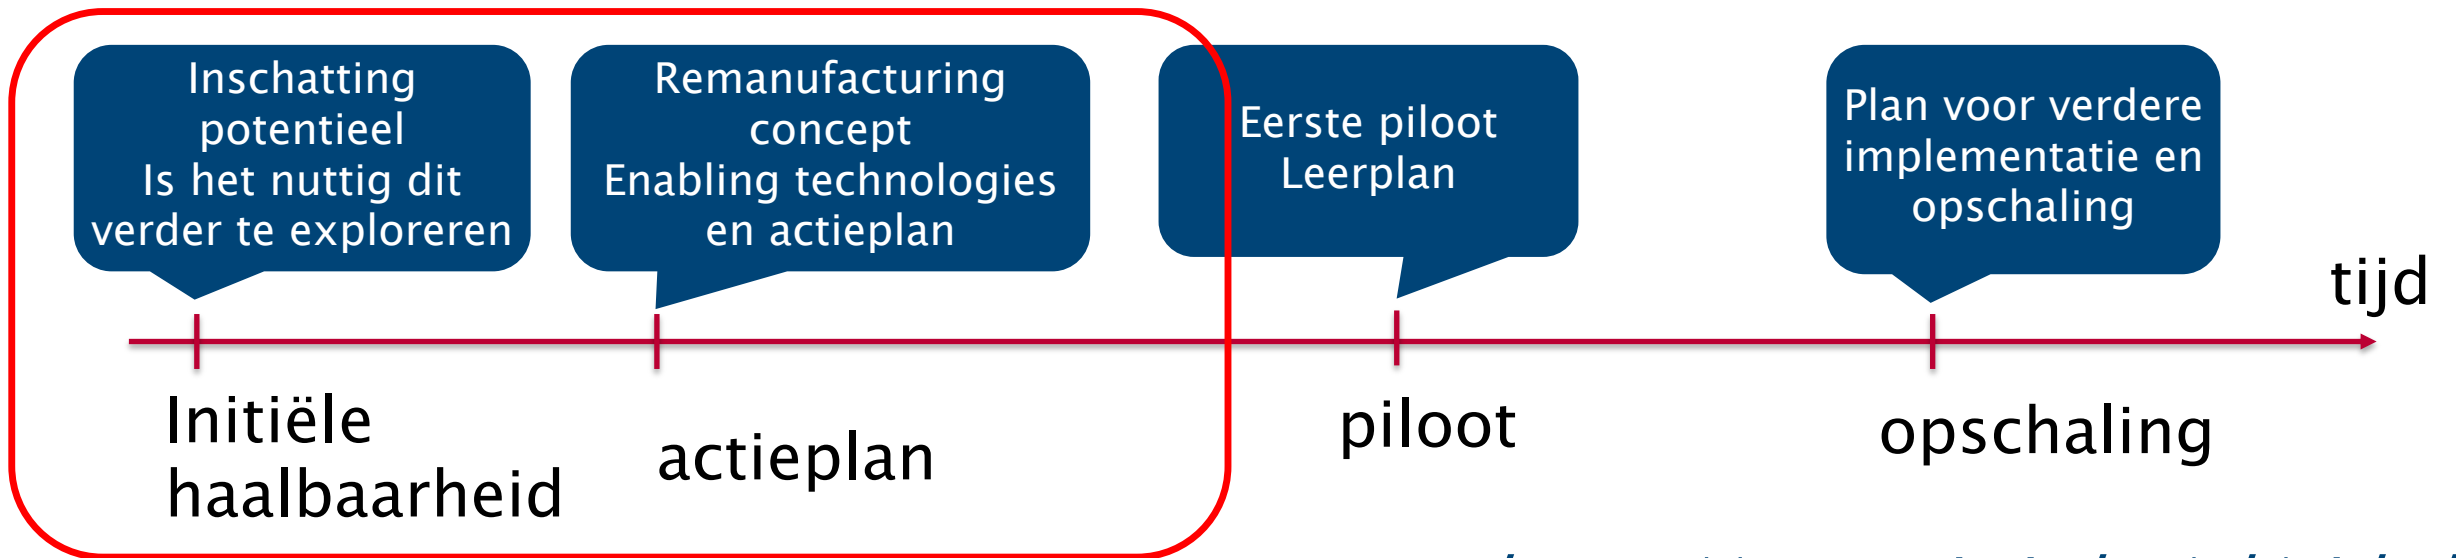 Inschatting
potentieel
Is het nuttig dit
verder te exploreren
Remanufacturing
concept
Enabling technologies
en actieplan
Eerste piloot
Leerplan
Plan voor verdere
implementatie en
opschaling
tijd
Initiële
haalbaarheid
actieplan
piloot
opschaling